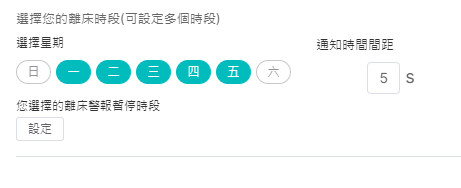 選擇您的離床時段(可設定多個時段)
選擇星期
通知時間間距
日 一 二 三 四 五 六
5 s
您選擇的離床警報暫停時段
設定